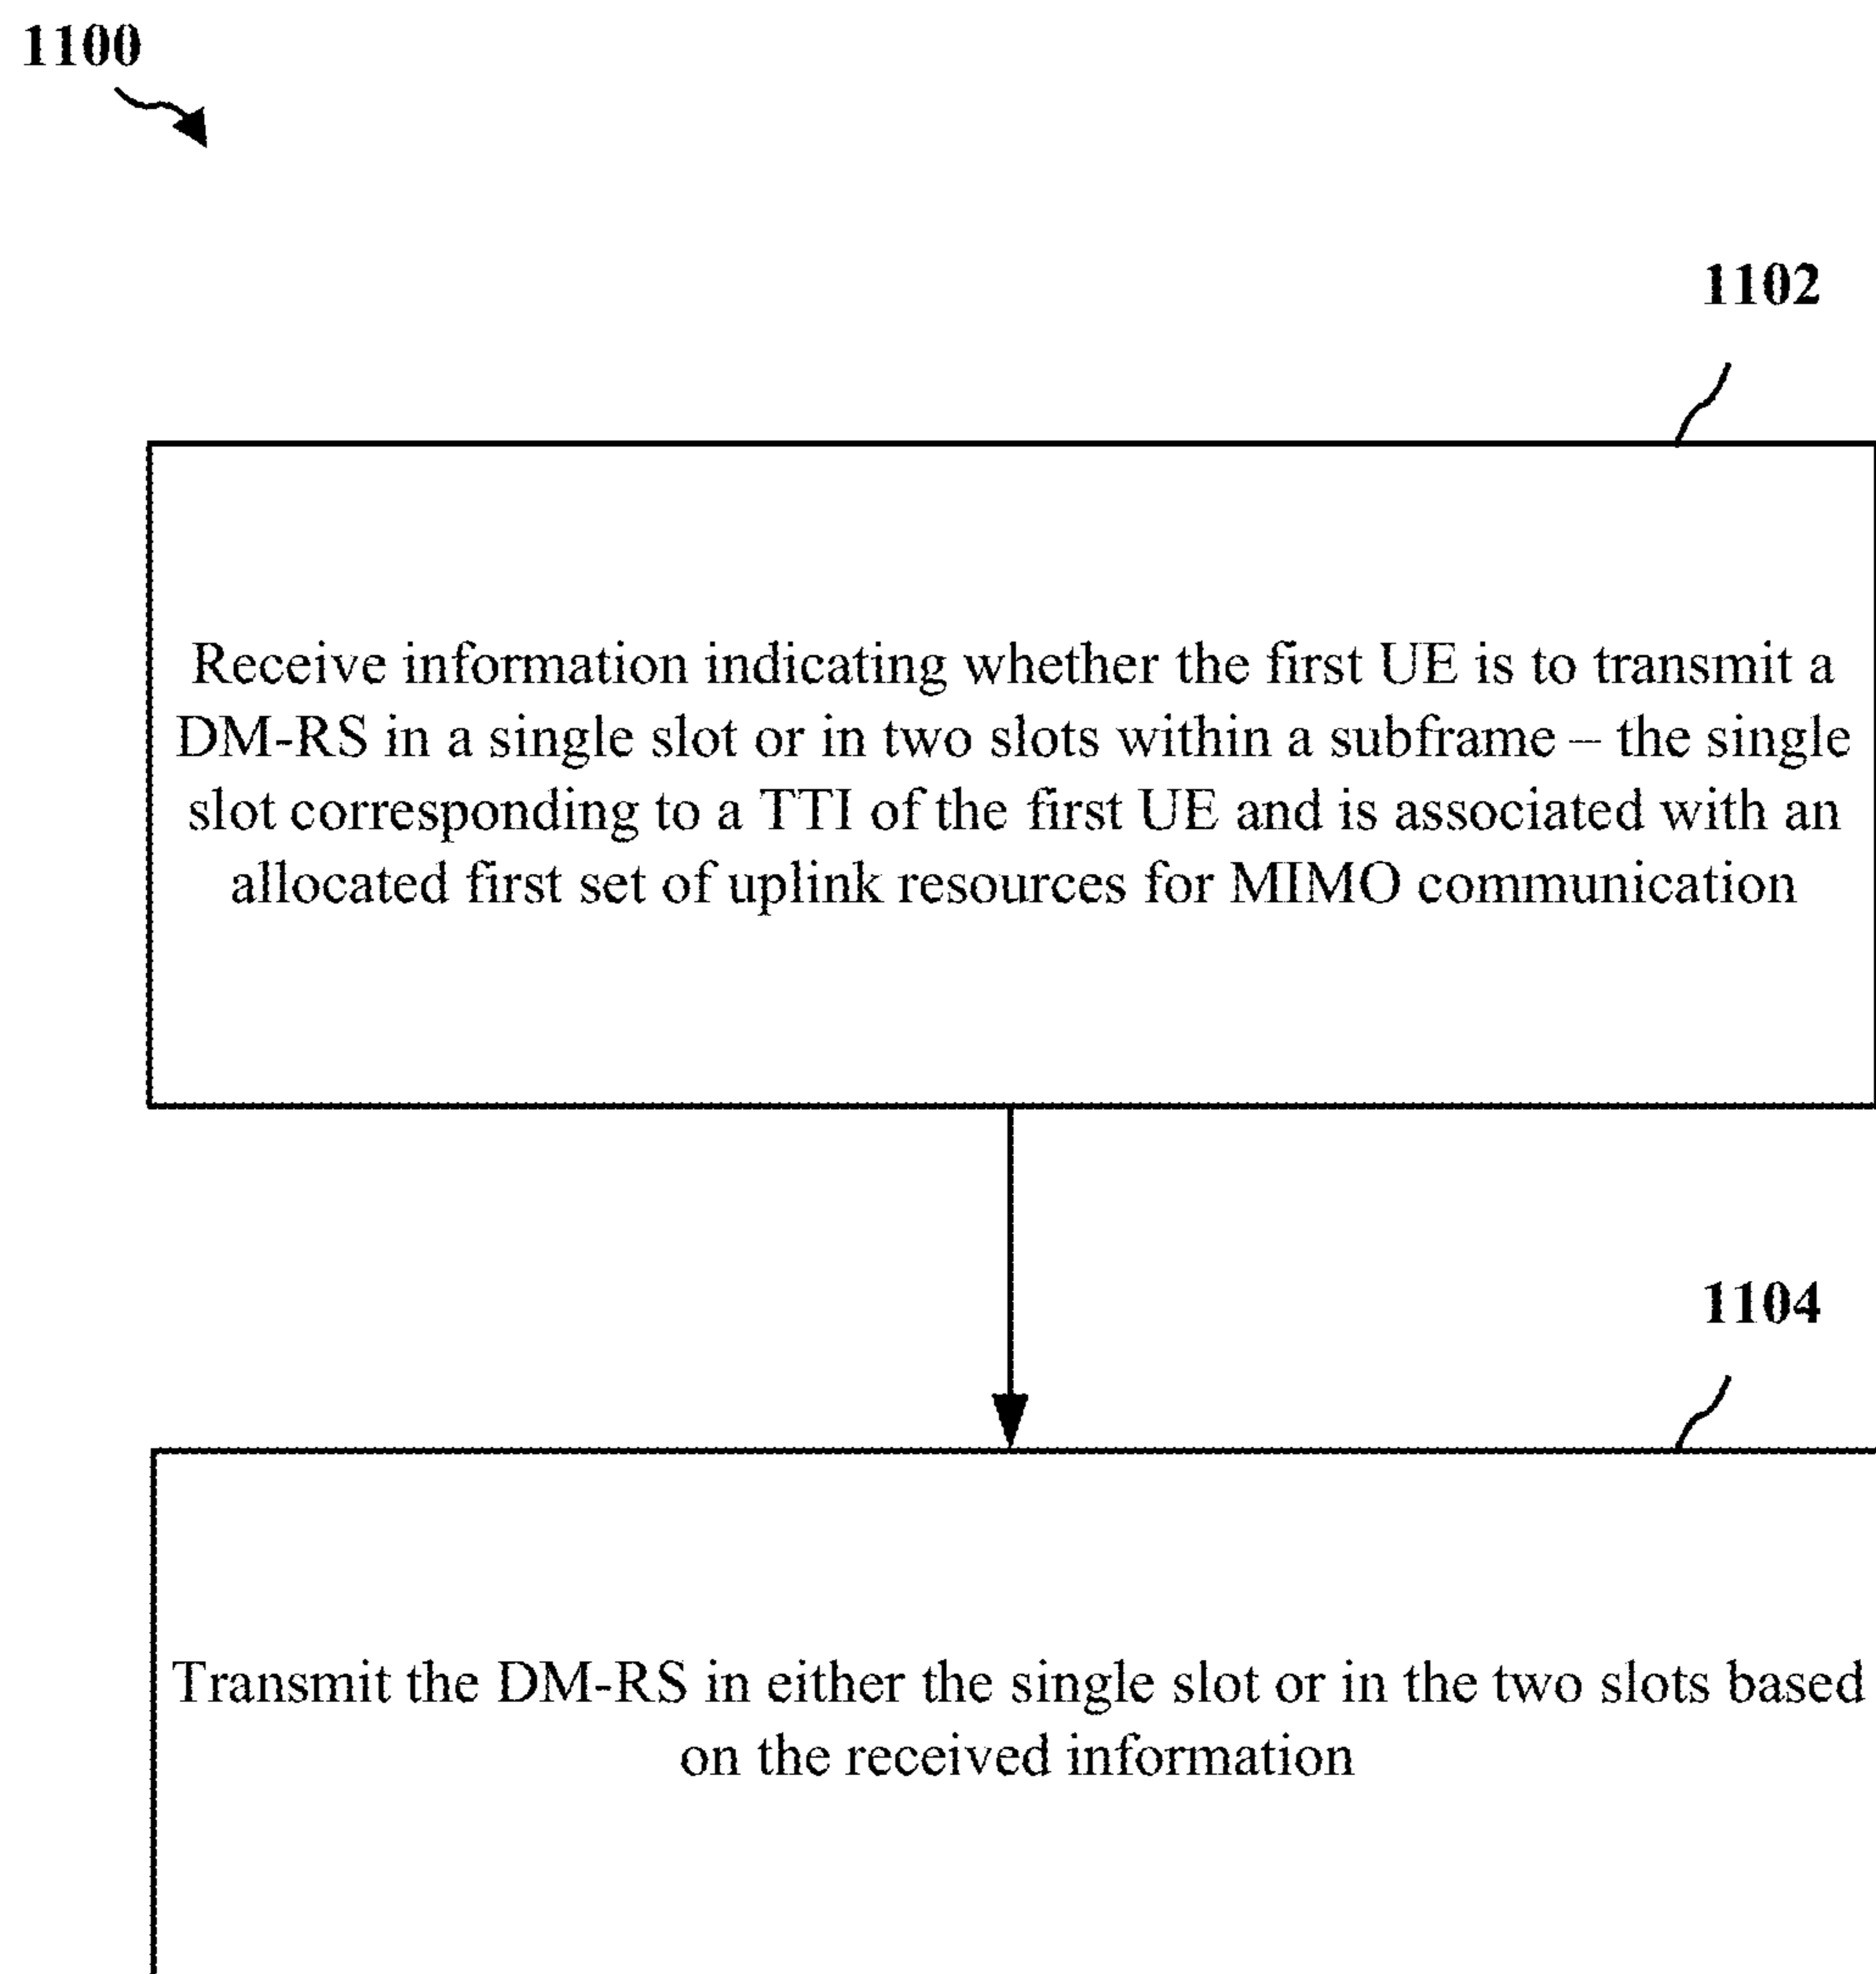 1100
1102
Receive information indicating whether the first UE is to transmit a
DM-RS in a single slot or in two slots within a subframe – the single
slot corresponding to a TTI of the first UE and is associated with an
allocated first set of uplink resources for MIMO communication
1104
Transmit the DM-RS in either the single slot or in the two slots based
on the received information